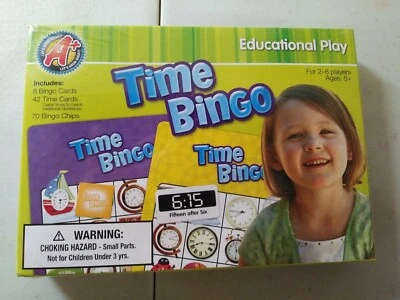 A+
Educational Play
For 2-6 players
Ages: 5+
Includes:
8 Bingo Cards
42 Time Cards
70 Bingo Chips
Time
BINGO
Time
BINGO
Time
BINGO
6:15
Fifteen after Six
WARNING:
CHOKING HAZARD - Small Parts.
Not for Children Under 3 yrs.